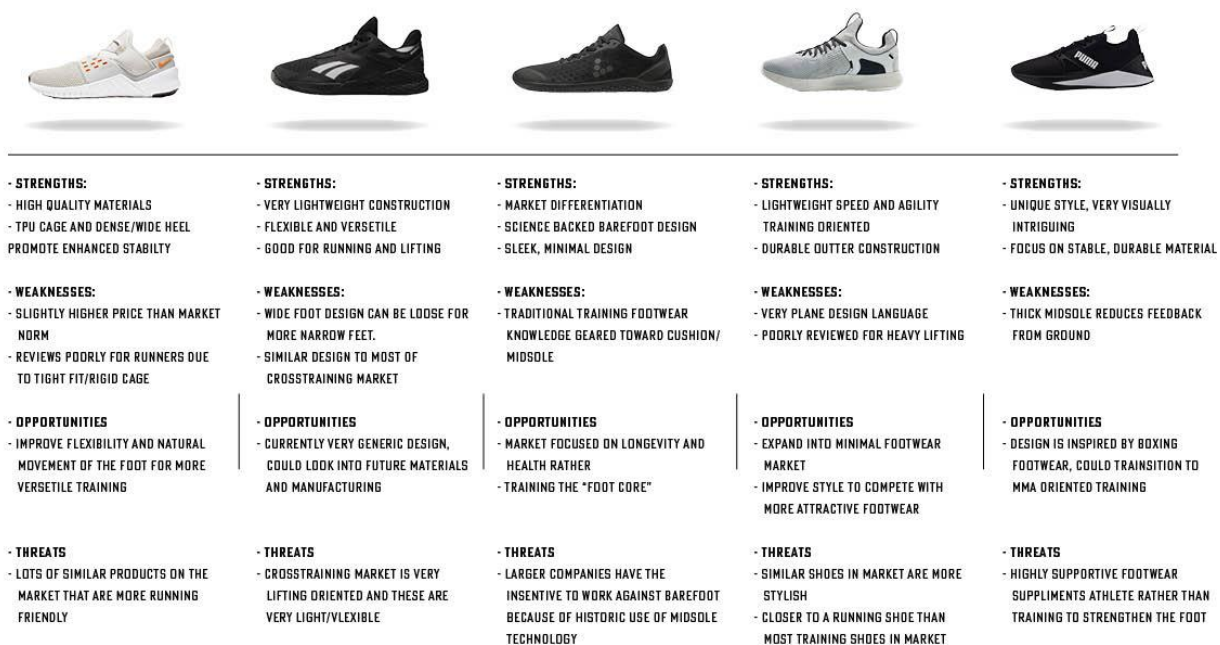 PUMA
- STRENGTHS:
- HIGH QUALITY MATERIALS
- TPU CAGE AND DENSE/WIDE HEEL
PROMOTE ENHANCED STABILTY
- WEAKNESSES:
- SLIGHTLY HIGHER PRICE THAN MARKET
NORM
- REVIEWS POORLY FOR RUNNERS DUE
TO TIGHT FIT/RIGID CAGE
- OPPORTUNITIES
- IMPROVE FLEXIBILITY AND NATURAL
MOVEMENT OF THE FOOT FOR MORE
VERSTILE TRAINING
- THREATS
- LOTS OF SIMILAR PRODUCTS ON THE
MARKET THAT ARE MORE RUNNING
FRIENDLY
- STRENGTHS:
- VERY LIGHTWEIGHT CONSTRUCTION
- FLEXIBLE AND VERSETILE
- GOOD FOR RUNNING AND LIFTING
- WEAKNESSES:
- WIDE FOOT DESIGN CAN BE LOOSE FOR
MORE NARROW FEET.
- SIMILAR DESIGN TO MOST OF
CROSSTRAINING MARKET
- OPPORTUNITIES
- CURRENTLY VERY GENERIC DESIGN,
COULD LOOK INTO FUTURE MATERIALS
AND MANUFACTURING
- THREATS
- CROSSTRAINING MARKET IS VERY
LIFTING ORIENTED AND THESE ARE
VERY LIGHT/VLEXIBLE
- STRENGTHS:
- MARKET DIFFERENTIATION
- SCIENCE BACKED BAREFOOT DESIGN
- SLEEK, MINIMAL DESIGN
- WEAKNESSES:
- TRADITIONAL TRAINING FOOTWEAR
KNOWLEDGE GEARED TOWARD CUSHION/
MIDSOLE
- OPPORTUNITIES
- MARKET FOCUSED ON LONGEVITY AND
HEALTH RATHER
- TRAINING THE "FOOT CORE"
- THREATS
- LARGER COMPANIES HAVE THE
INSENTIVE TO WORK AGAINST BAREFOOT
BECAUSE OF HISTORIC USE OF MIDSOLE
TECHNOLOGY
- STRENGTHS:
- LIGHTWEIGHT SPEED AND AGILITY
TRAINING ORIENTED
- DURABLE OUTTER CONSTRUCTION
- WEAKNESSES:
- VERY PLANE DESIGN LANGUAGE
- POORLY REVIEWED FOR HEAVY LIFTING
- OPPORTUNITIES
- EXPAND INTO MINIMAL FOOTWEAR
MARKET
- IMPROVE STYLE TO COMPETE WITH
MORE ATTRACTIVE FOOTWEAR
- THREATS
- SIMILAR SHOES IN MARKET ARE MORE
STYLISH
- CLOSER TO A RUNNING SHOE THAN
MOST TRAINING SHOES IN MARKET
- STRENGTHS:
- UNIQUE STYLE, VERY VISUALLY
INTRIGUING
- FOCUS ON STABLE, DURABLE MATERIAL
- WEAKNESSES:
- THICK MIDSOLE REDUCES FEEDBACK
FROM GROUND
- OPPORTUNITIES
- DESIGN IS INSPIRED BY BOXING
FOOTWEAR, COULD TRAINSITION TO
MMA ORIENTED TRAINING
- THREATS
- HIGHLY SUPPORTIVE FOOTWEAR
SUPPLIMENTS ATHLETE RATHER THAN
TRAINING TO STRENGTHEN THE FOOT